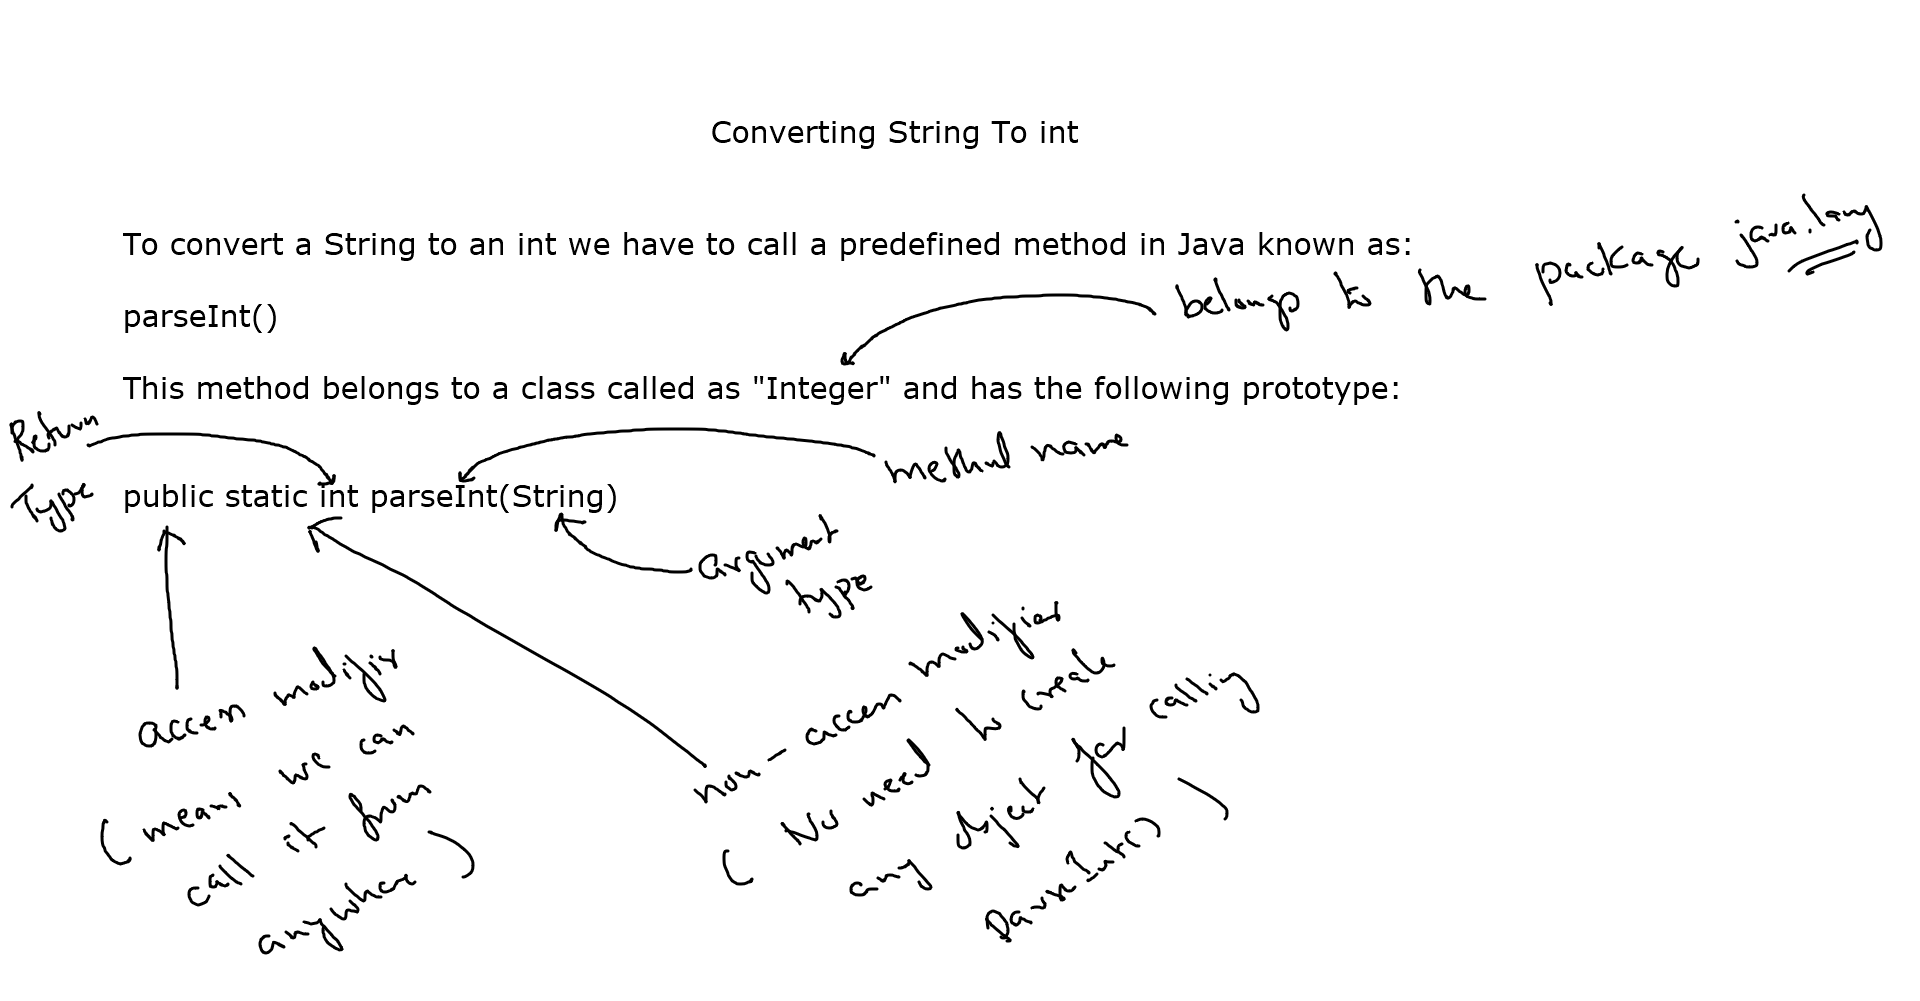 Converting String To int
To convert a String to an int we have to call a predefined method in Java known as:
belongs to the package java.lang
parseInt()
This method belongs to a class called as "Integer" and has the following prototype:
Return
Type
method name
public static int parseInt(String)
argument
type
access modifier
(means we can
call it from
anywhere)
non-access modifier
(No need to create
any object for calling
parseInt())